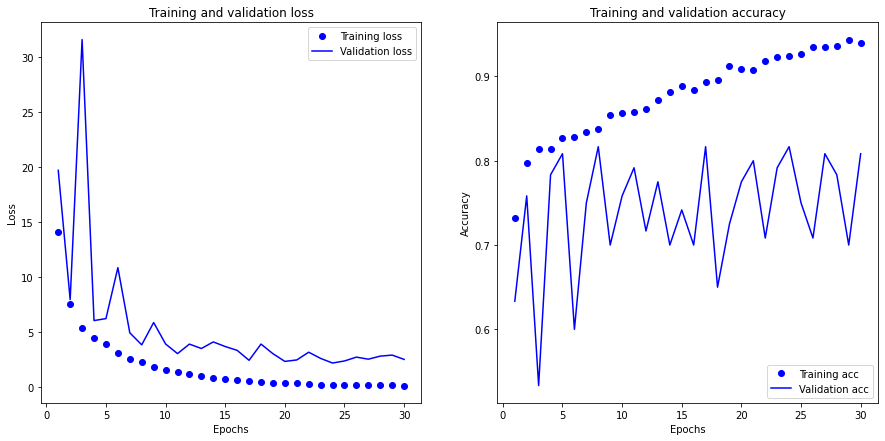 Training and validation loss
Training loss
Validation loss
30
25
20
15
10
5
0
Loss
0
5
10
15
20
25
30
Epochs
Training and validation accuracy
0.9
0.8
0.7
0.6
Accuracy
Training acc
Validation acc
0
5
10
15
20
25
30
Epochs